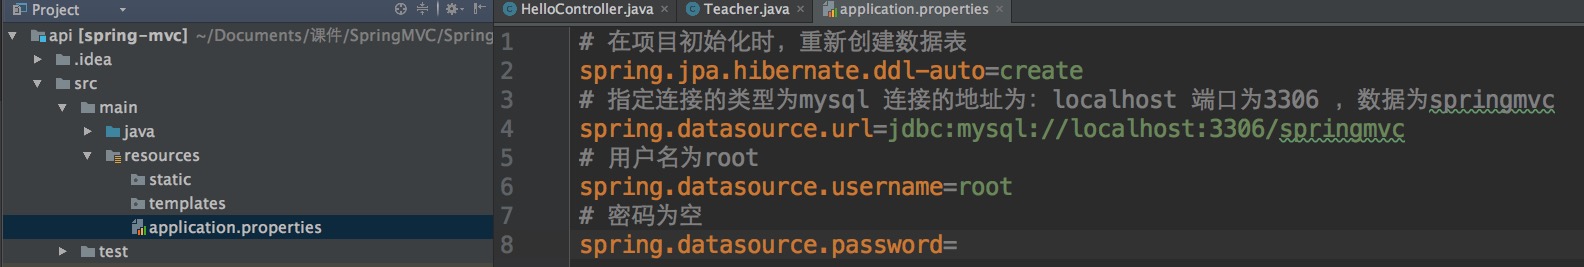 Project
HelloController.java
Teacher.java
application.properties
api [spring-mvc] ~/Documents/课件/SpringMVC/Spring
.idea
src
main
java
resources
static
templates
application.properties
test
1 # 在项目初始化时，重新创建数据表
2 spring.jpa.hibernate.ddl-auto=create
3 # 指定连接的类型为mysql 连接的地址为：localhost 端口为3306 ，数据为springmvc
4 spring.datasource.url=jdbc:mysql://localhost:3306/springmvc
5 # 用户名为root
6 spring.datasource.username=root
7 # 密码为空
8 spring.datasource.password=